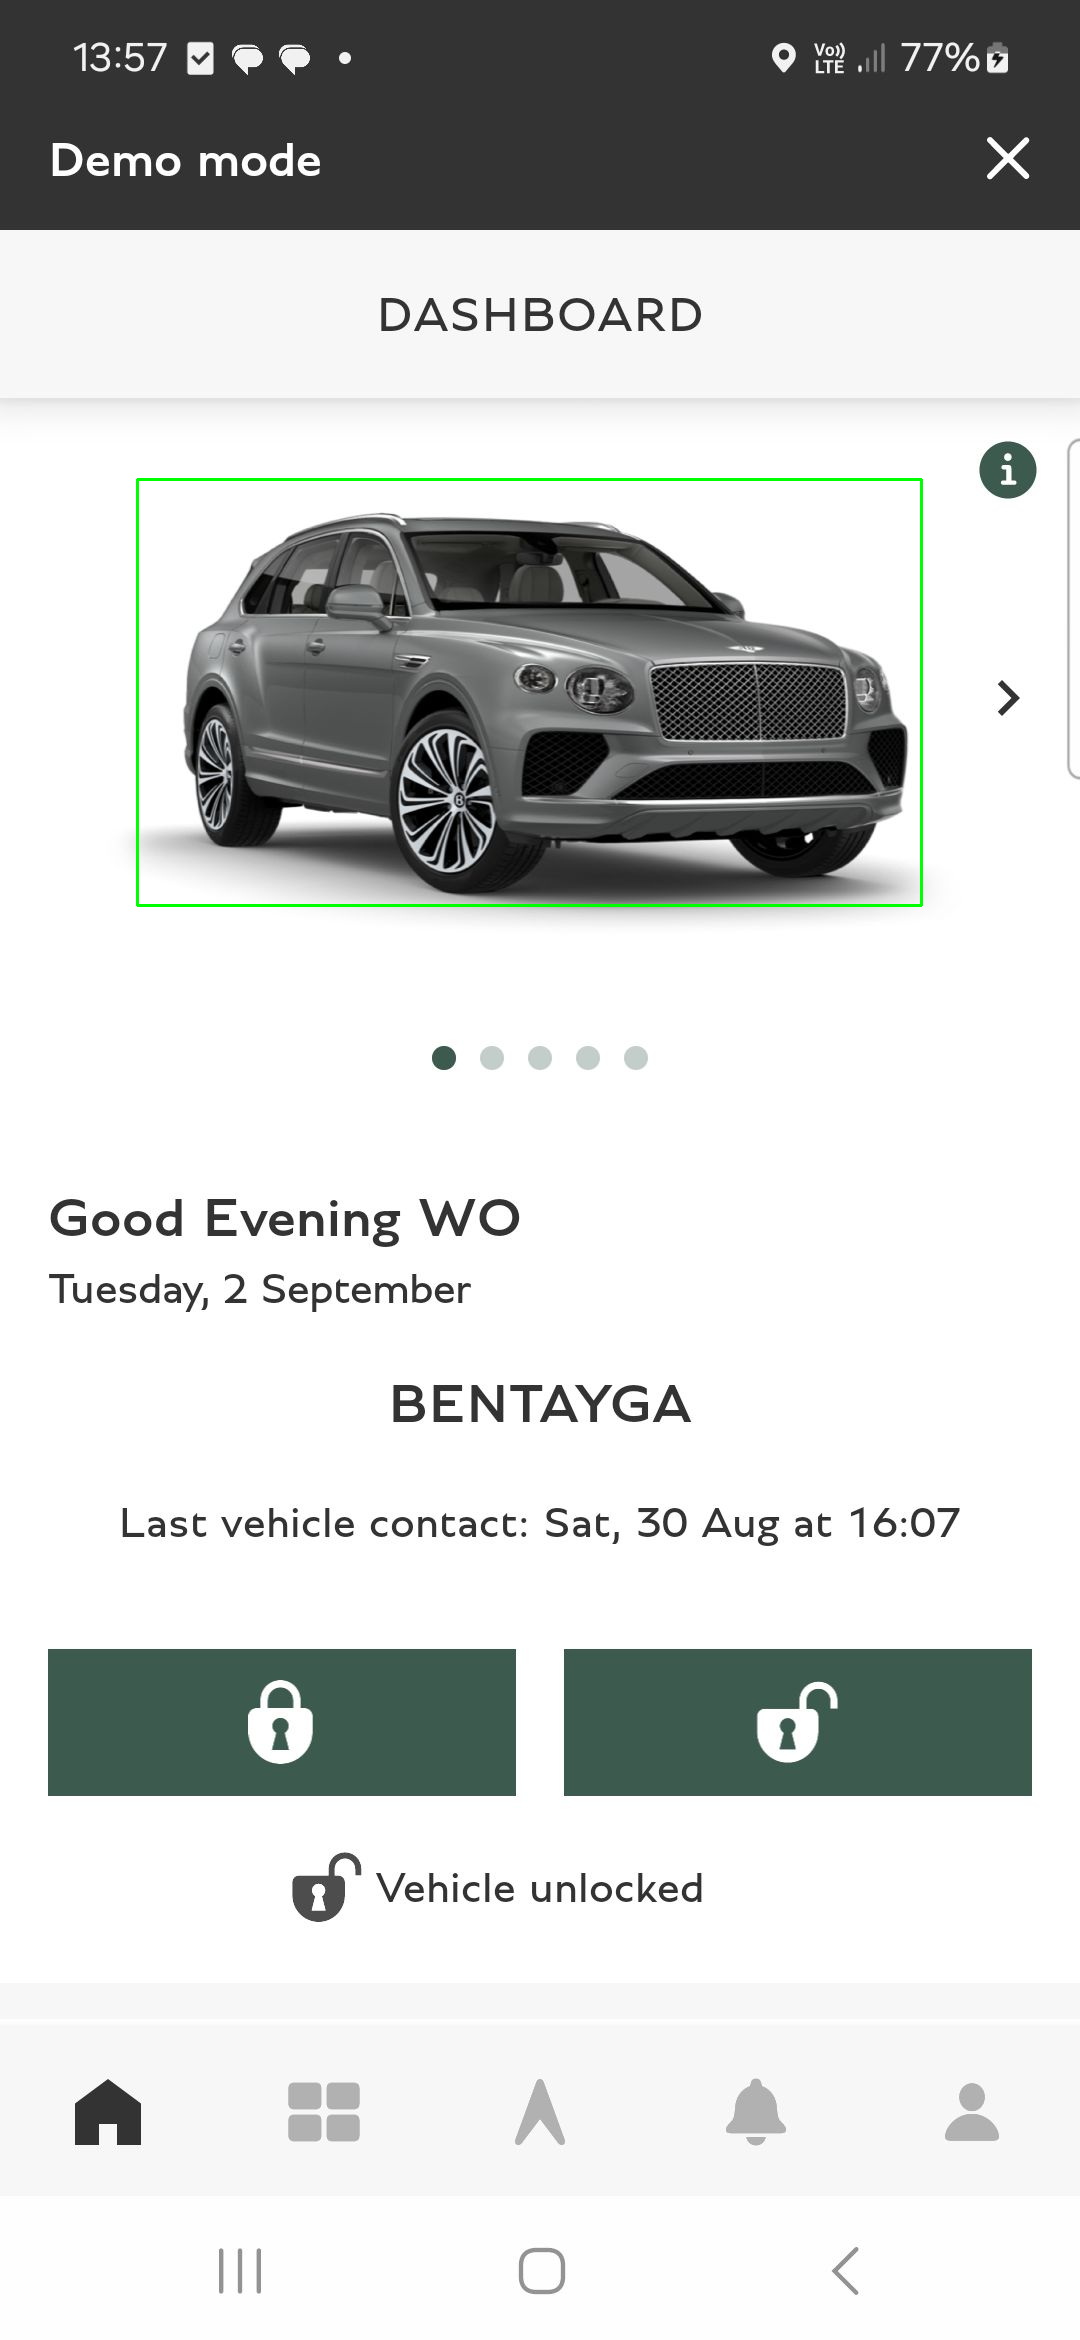 13:57
Vo)) LTE
77%
Demo mode
DASHBOARD
Good Evening WO
Tuesday, 2 September
BENTAYGA
Last vehicle contact: Sat, 30 Aug at 16:07
Vehicle unlocked